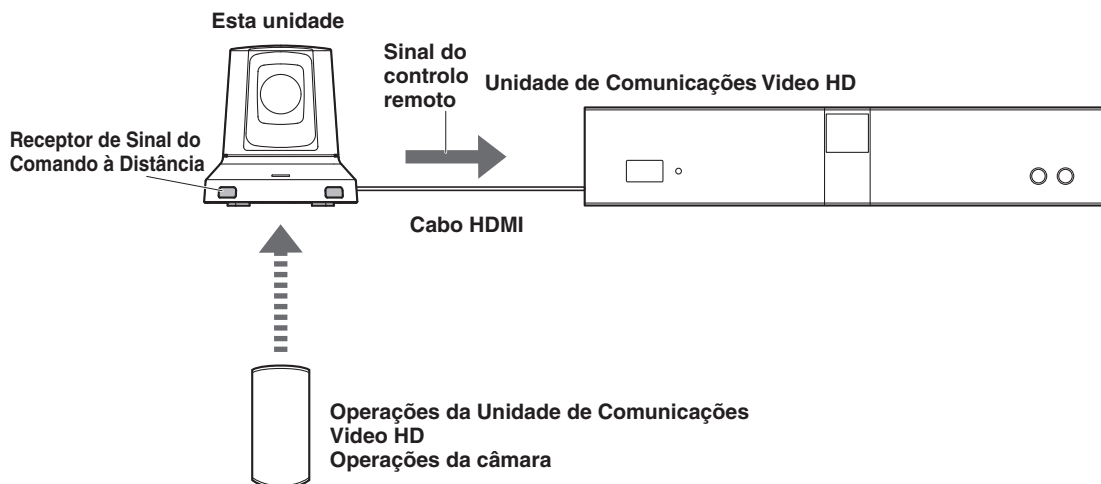 Esta unidade
Sinal do
controlo
remoto
Unidade de Comunicações Video HD
Receptor de Sinal do
Comando à Distância
Cabo HDMI
Operações da Unidade de Comunicações
Video HD
Operações da câmara